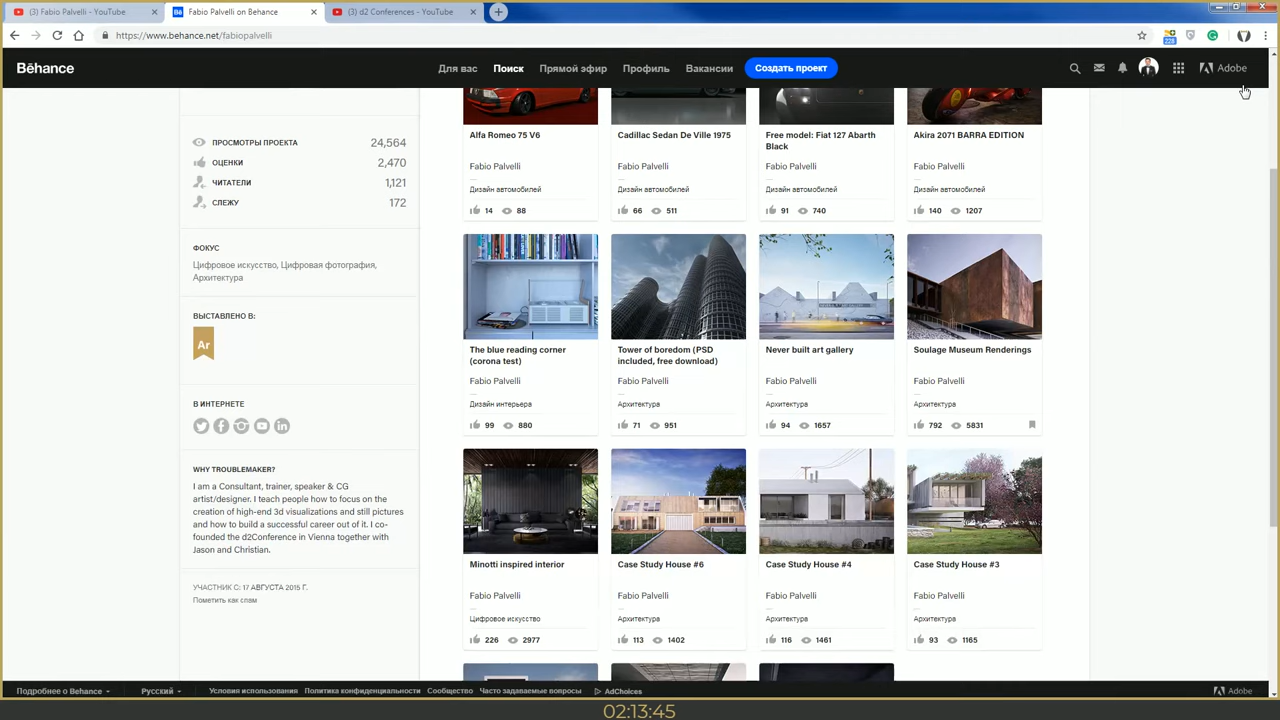 (3) Fabio Palvelli - YouTube
Fabio Palvelli on Behance
(3) d2 Conferences - YouTube
https://www.behance.net/fabiopalvelli
228
Bēhance
Для вас
Поиск
Прямой эфир
Профиль
Вакансии
Создать проект
Adobe
ПРОСМОТРЫ ПРОЕКТА 24,564
ОЦЕНКИ 2,470
ЧИТАТЕЛИ 1,121
СЛЕЖУ 172
ФОКУС
Цифровое искусство, Цифровая фотография,
Архитектура
ВЫСТАВЛЕНО В:
Ar
В ИНТЕРНЕТЕ
WHY TROUBLEMAKER?
I am a Consultant, trainer, speaker & CG
artist/designer. I teach people how to focus on the
creation of high-end 3d visualizations and still pictures
and how to build a successful career out of it. I co-
founded the d2Conference in Vienna together with
Jason and Christian.
УЧАСТНИК С: 17 АВГУСТА 2015 Г.
Пометить как спам
Alfa Romeo 75 V6
Fabio Palvelli
Дизайн автомобилей
14 88
Cadillac Sedan De Ville 1975
Fabio Palvelli
Дизайн автомобилей
66 511
Free model: Fiat 127 Abarth
Black
Fabio Palvelli
Дизайн автомобилей
91 740
Akira 2071 BARRA EDITION
Fabio Palvelli
Дизайн автомобилей
140 1207
The blue reading corner
(corona test)
Fabio Palvelli
Дизайн интерьера
99 880
Tower of boredom (PSD
included, free download)
Fabio Palvelli
Архитектура
71 951
Never built art gallery
Fabio Palvelli
Архитектура
94 1657
Soulage Museum Renderings
Fabio Palvelli
Архитектура
792 5831
Minotti inspired interior
Fabio Palvelli
Цифровое искусство
226 2977
Case Study House #6
Fabio Palvelli
Архитектура
113 1402
Case Study House #4
Fabio Palvelli
Архитектура
116 1461
Case Study House #3
Fabio Palvelli
Архитектура
93 1165
Подробнее о Behance
Русский
Условия использования
Политика конфиденциальности
Сообщество
Часто задаваемые вопросы
AdChoices
Adobe
02:13:45